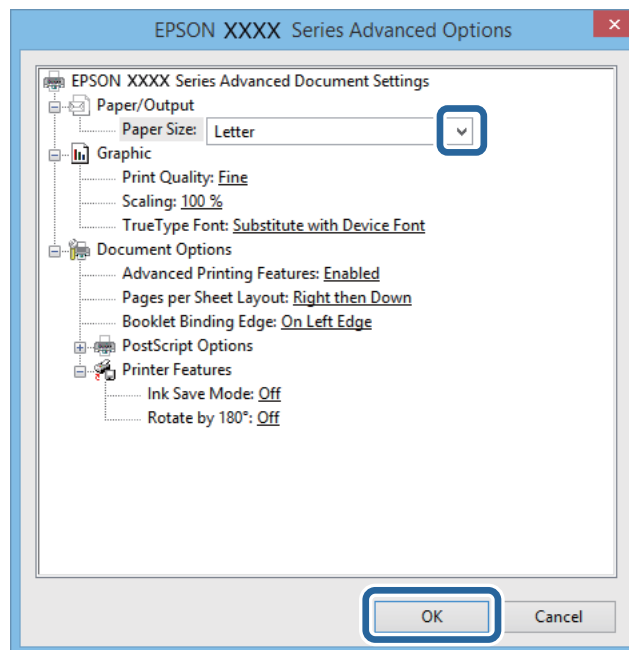 EPSON XXXX Series Advanced Options
EPSON XXXX Series Advanced Document Settings
Paper/Output
Paper Size: Letter
Graphic
Print Quality: Fine
Scaling: 100 %
TrueType Font: Substitute with Device Font
Document Options
Advanced Printing Features: Enabled
Pages per Sheet Layout: Right then Down
Booklet Binding Edge: On Left Edge
PostScript Options
Printer Features
Ink Save Mode: Off
Rotate by 180°: Off
OK Cancel